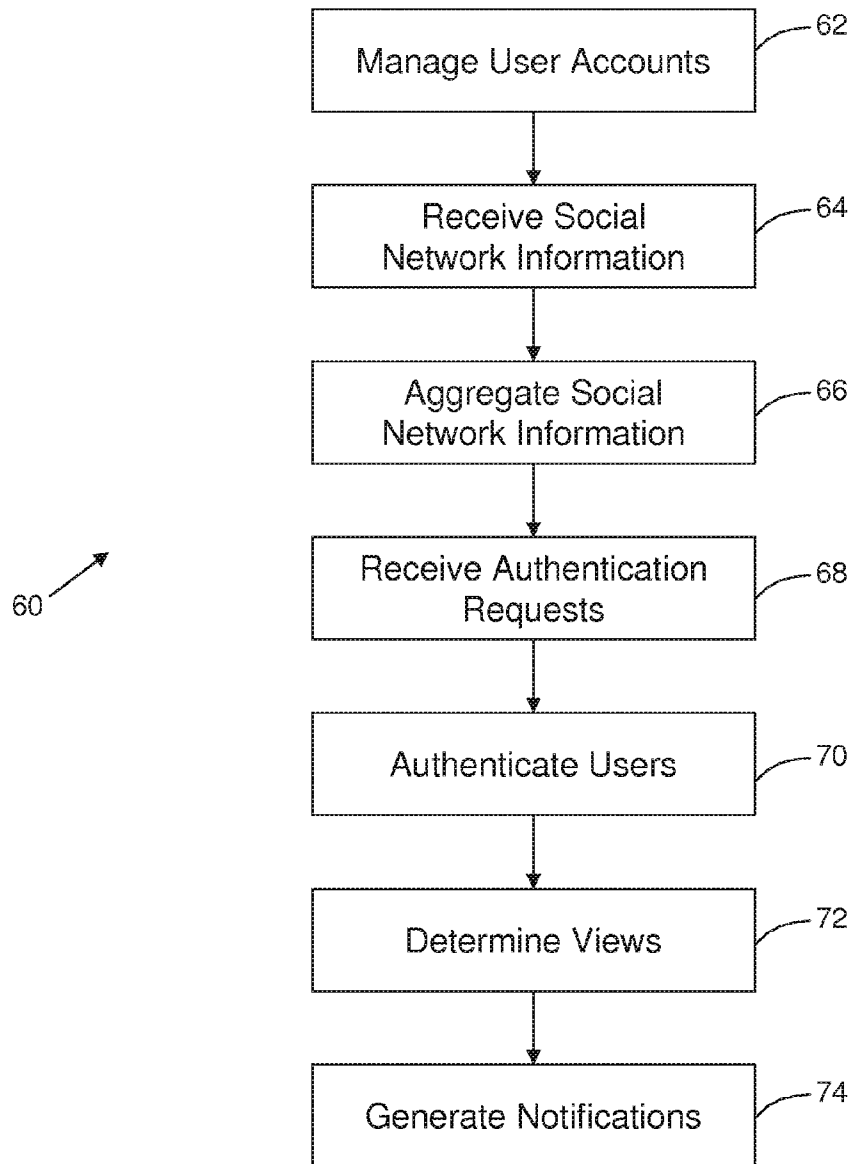 Manage User Accounts
62
Receive Social
Network Information
64
Aggregate Social
Network Information
66
Receive Authentication
Requests
68
60
Authenticate Users
70
Determine Views
72
Generate Notifications
74